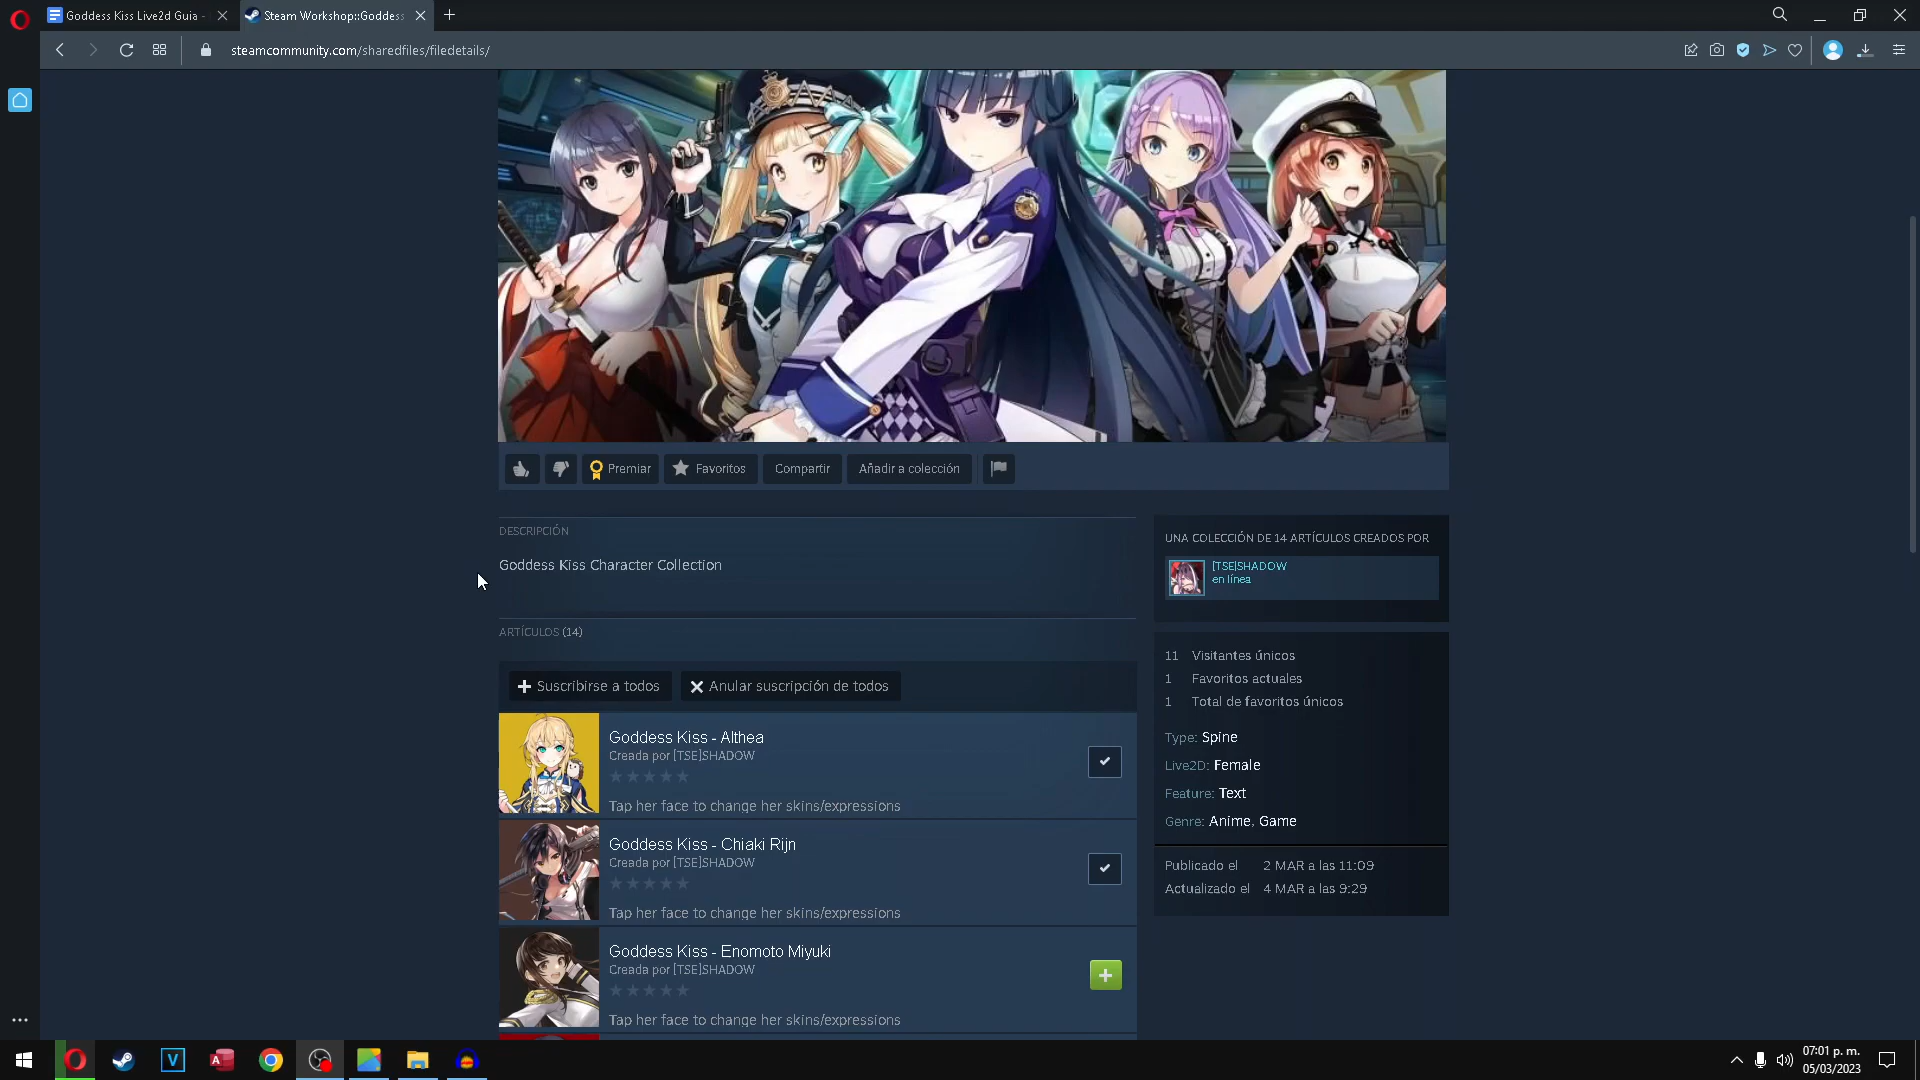 Goddess Kiss Live2d Guia -
Steam Workshop::Goddess
steamcommunity.com/sharedfiles/filedetails/
Premiar
Favoritos
Compartir
Añadir a colección
DESCRIPCIÓN
Goddess Kiss Character Collection
UNA COLECCIÓN DE 14 ARTÍCULOS CREADOS POR
[TSE]SHADOW
en línea
ARTÍCULOS (14)
Suscribirse a todos
Anular suscripción de todos
Goddess Kiss - Althea
Creada por [TSE]SHADOW
Tap her face to change her skins/expressions
Goddess Kiss - Chiaki Rijn
Creada por [TSE]SHADOW
Tap her face to change her skins/expressions
Goddess Kiss - Enomoto Miyuki
Creada por [TSE]SHADOW
Tap her face to change her skins/expressions
11 Visitantes únicos
1 Favoritos actuales
1 Total de favoritos únicos
Type: Spine
Live2D: Female
Feature: Text
Genre: Anime, Game
Publicado el 2 MAR a las 11:09
Actualizado el 4 MAR a las 9:29
07:01 p. m.
05/03/2023